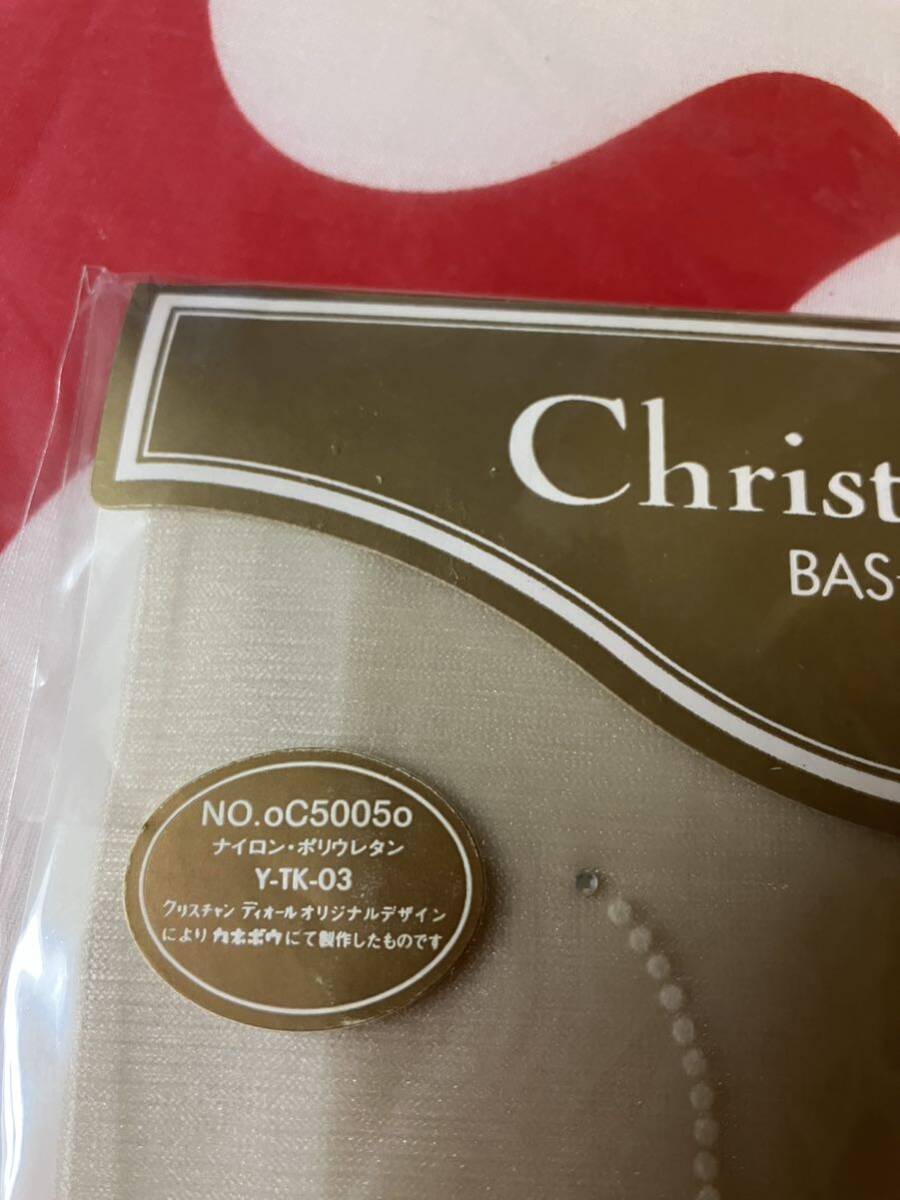 Christ
BAS
NO.oC5005o
ナイロン・ポリウレタン
Y-TK-03
クリスチャン ディオールオリジナルデザイン
により カネボウにて製作したものです